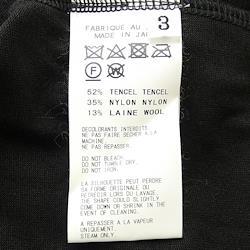 FABRIQUE AU
MADE IN JAP
3
52% TENCEL TENCEL
35% NYLON NYLON
13% LAINE WOOL
DECOLORANTS INTERDITS
NE PAS SECHER A LA
MACHINE.
NE PAS REPASSER.
DO NOT BLEACH.
DO NOT TUMBLE DRY.
DO NOT IRON.
LA SILHOUETTE PEUT PERDRE
SA FORME ORIGINALE OU
RETRECIR LORS DU LAVAGE.
THE SHAPE COULD SLIGHTLY
COME DOWN OR SHRINK IN THE
EVENT OF CLEANING.
A REPASSER A LA VAPEUR
UNIQUEMENT.
STEAM ONLY.